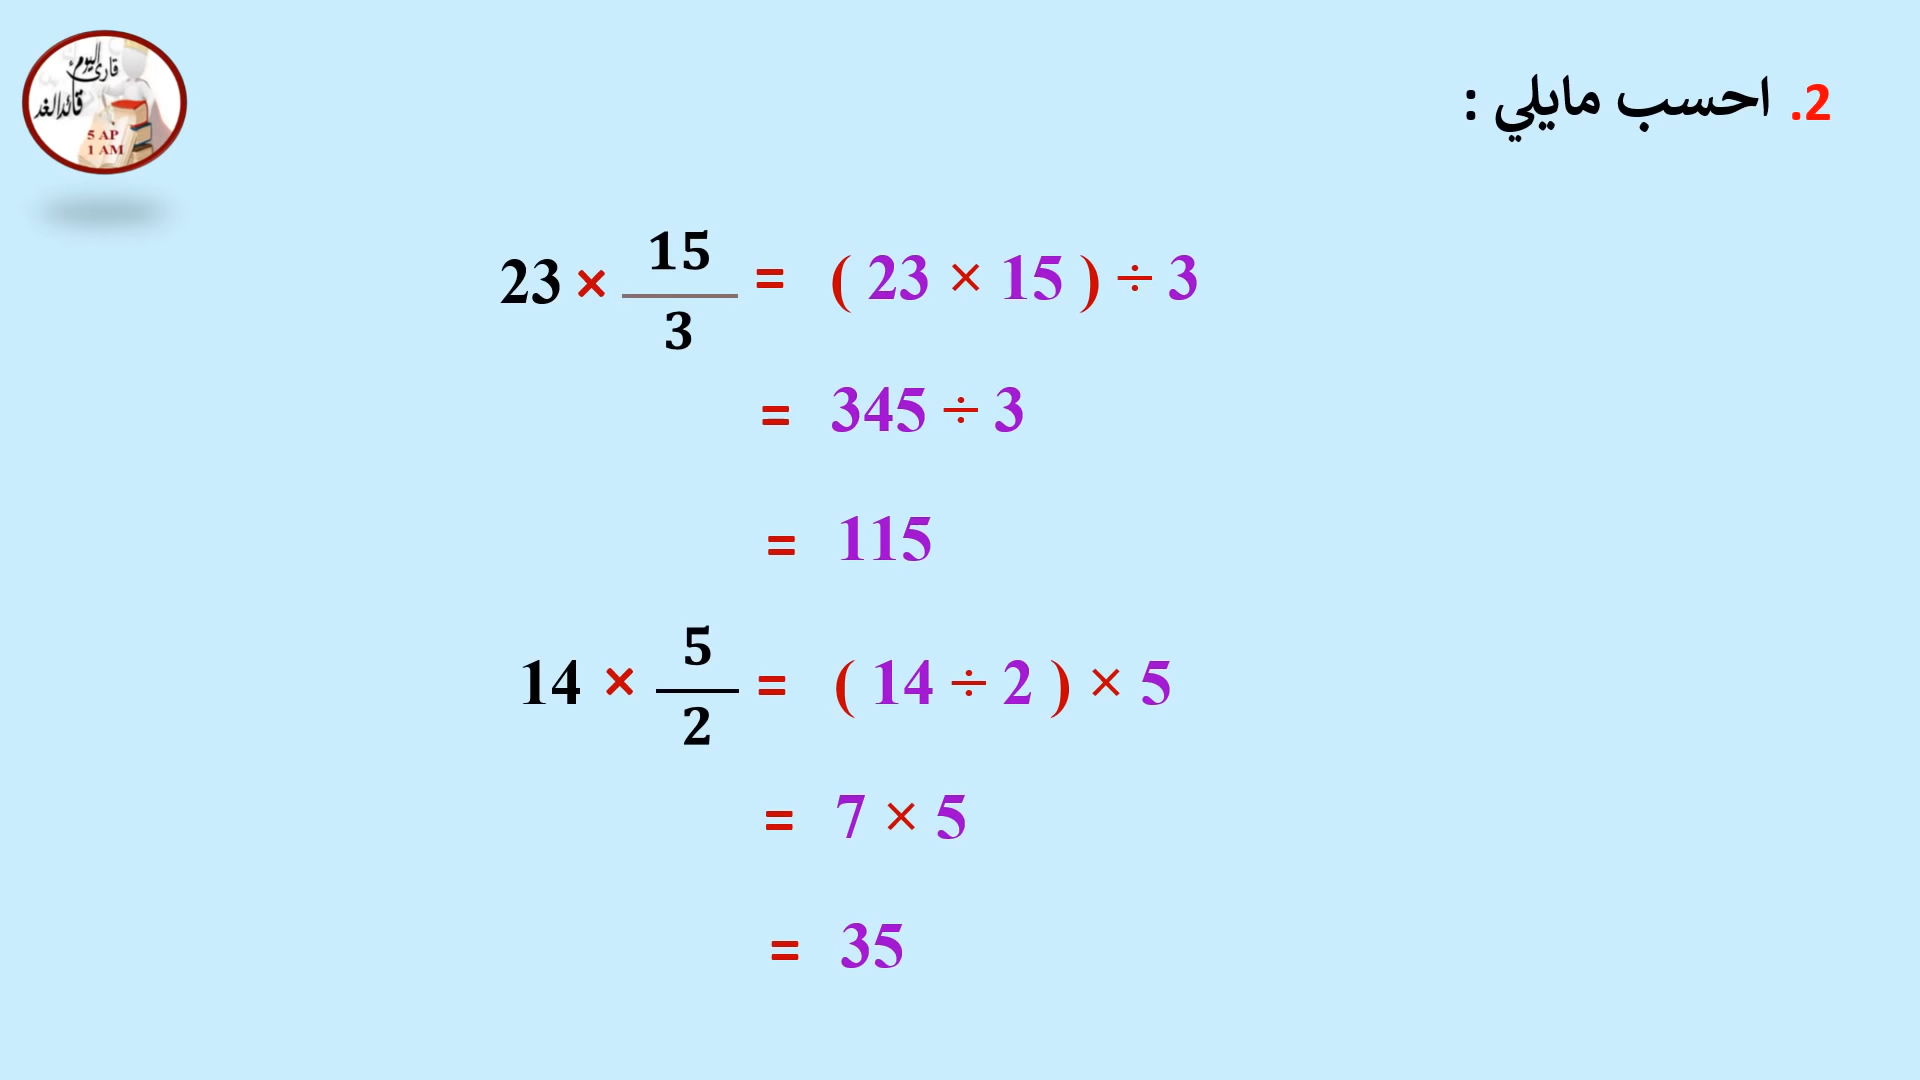 2. احسب مايلي :
قارئ اليوم
قائد الغد
5 AP
1 AM
23 × 15/3 = ( 23 × 15 ) ÷ 3
= 345 ÷ 3
= 115
14 × 5/2 = ( 14 ÷ 2 ) × 5
= 7 × 5
= 35